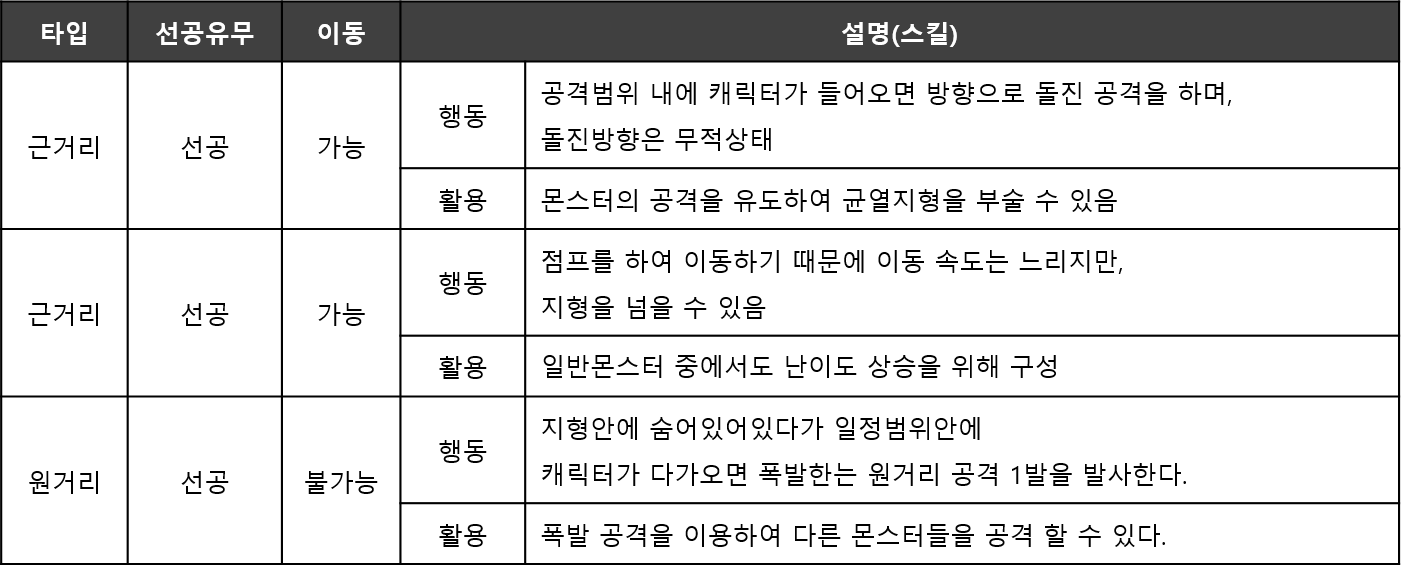 타입 선공유무 이동 설명(스킬)
근거리 선공 가능 행동 공격범위 내에 캐릭터가 들어오면 방향으로 돌진 공격을 하며,
돌진방향은 무적상태
활용 몬스터의 공격을 유도하여 균열지형을 부술 수 있음
근거리 선공 가능 행동 점프를 하여 이동하기 때문에 이동 속도는 느리지만,
지형을 넘을 수 있음
활용 일반몬스터 중에서도 난이도 상승을 위해 구성
원거리 선공 불가능 행동 지형안에 숨어있어있다가 일정범위안에
캐릭터가 다가오면 폭발한는 원거리 공격 1발을 발사한다.
활용 폭발 공격을 이용하여 다른 몬스터들을 공격 할 수 있다.